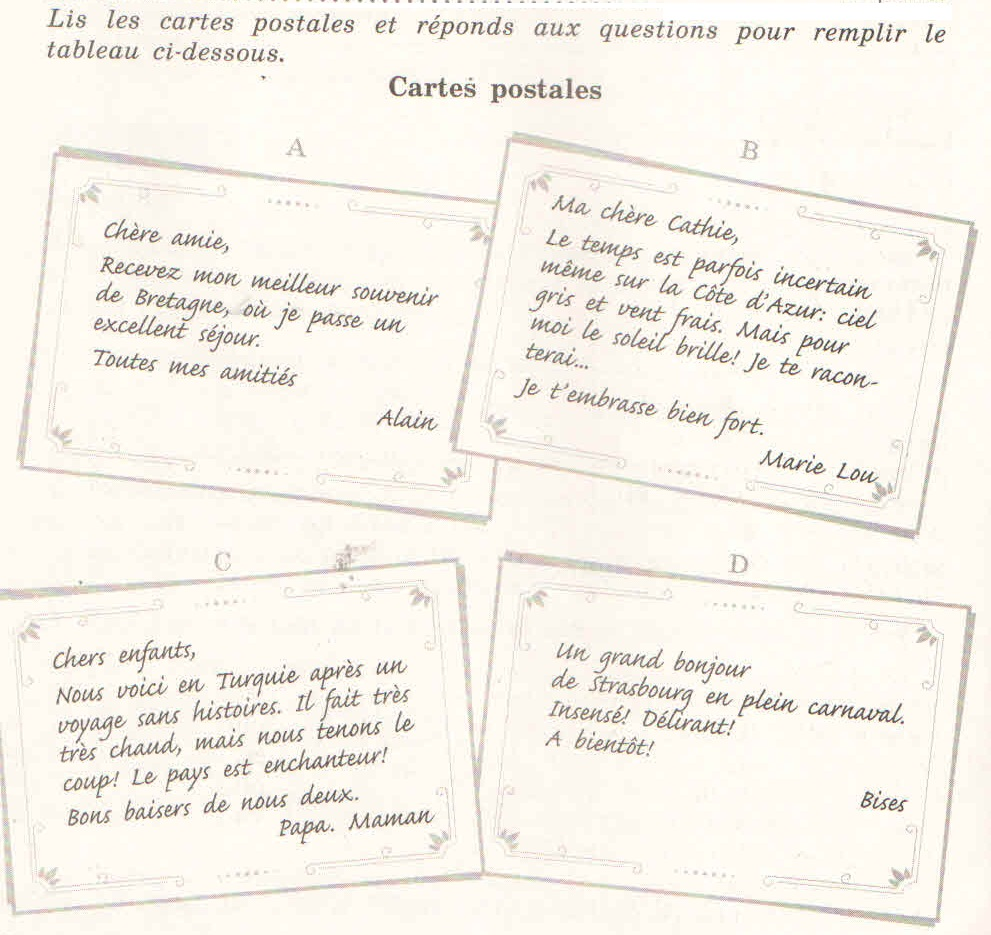 Lis les cartes postales et réponds aux questions pour remplir le
tableau ci-dessous.
Cartes postales
A
Chère amie,
Recevez mon meilleur souvenir
de Bretagne, où je passe un
excellent séjour.
Toutes mes amitiés
Alain
B
Ma chère Cathie,
Le temps est parfois incertain
même sur la Côte d'Azur: ciel
gris et vent frais. Mais pour
moi le soleil brille! Je te racon-
terai...
Je t'embrasse bien fort.
Marie Lou
C
Chers enfants,
Nous voici en Turquie après un
voyage sans histoires. Il fait très
très chaud, mais nous tenons le
coup! Le pays est enchanteur!
Bons baisers de nous deux.
Papa. Maman
D
Un grand bonjour
de Strasbourg en plein carnaval.
Insensé! Délirant!
A bientôt!
Bises